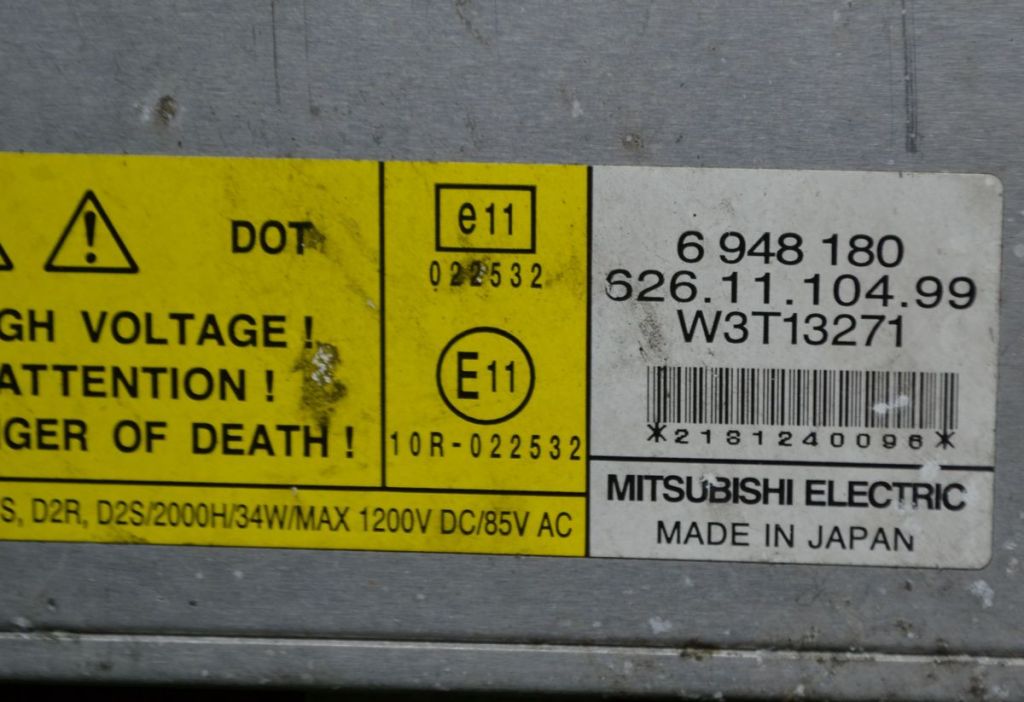 DOT
GH VOLTAGE !
ATTENTION !
GER OF DEATH !
S, D2R, D2S/2000H/34W/MAX 1200V DC/85V AC
e11
022532
E11
10R-022532
6 948 180
626.11.104.99
W3T13271
*2181240096*
MITSUBISHI ELECTRIC
MADE IN JAPAN